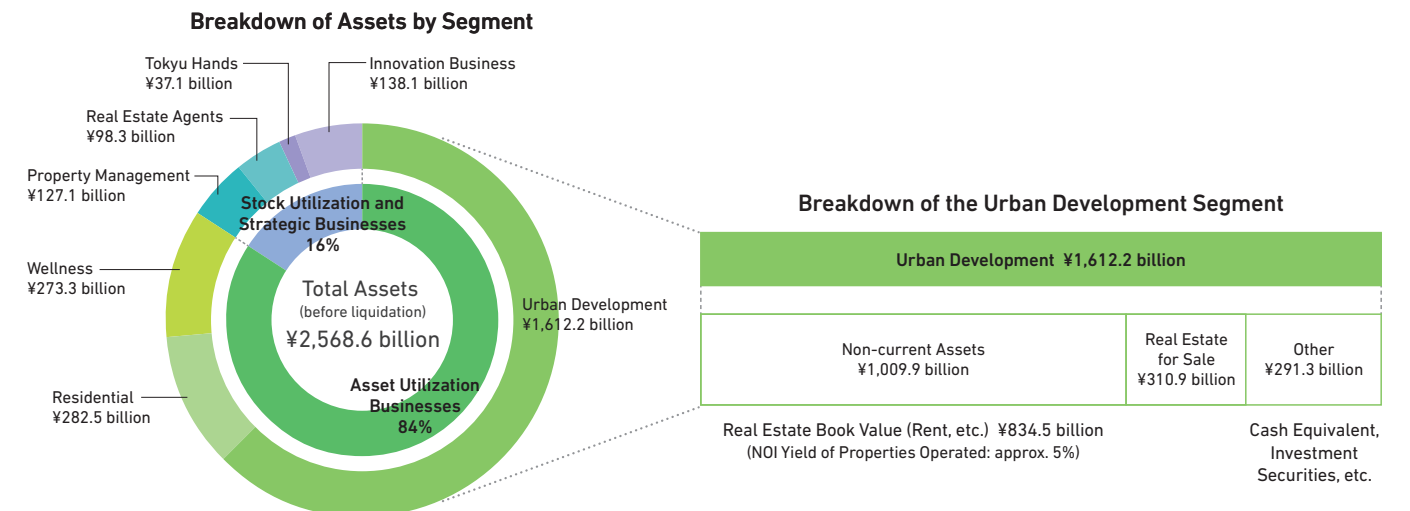 Breakdown of Assets by Segment
Tokyu Hands
¥37.1 billion
Innovation Business
¥138.1 billion
Real Estate Agents
¥98.3 billion
Property Management
¥127.1 billion
Stock Utilization and
Strategic Businesses
16%
Wellness
¥273.3 billion
Total Assets
(before liquidation)
¥2,568.6 billion
Urban Development
¥1,612.2 billion
Asset Utilization
Businesses
84%
Residential
¥282.5 billion
Breakdown of the Urban Development Segment
Urban Development ¥1,612.2 billion
Non-current Assets
¥1,009.9 billion
Real Estate
for Sale
¥310.9 billion
Other
¥291.3 billion
Real Estate Book Value (Rent, etc.) ¥834.5 billion
(NOI Yield of Properties Operated: approx. 5%)
Cash Equivalent,
Investment
Securities, etc.